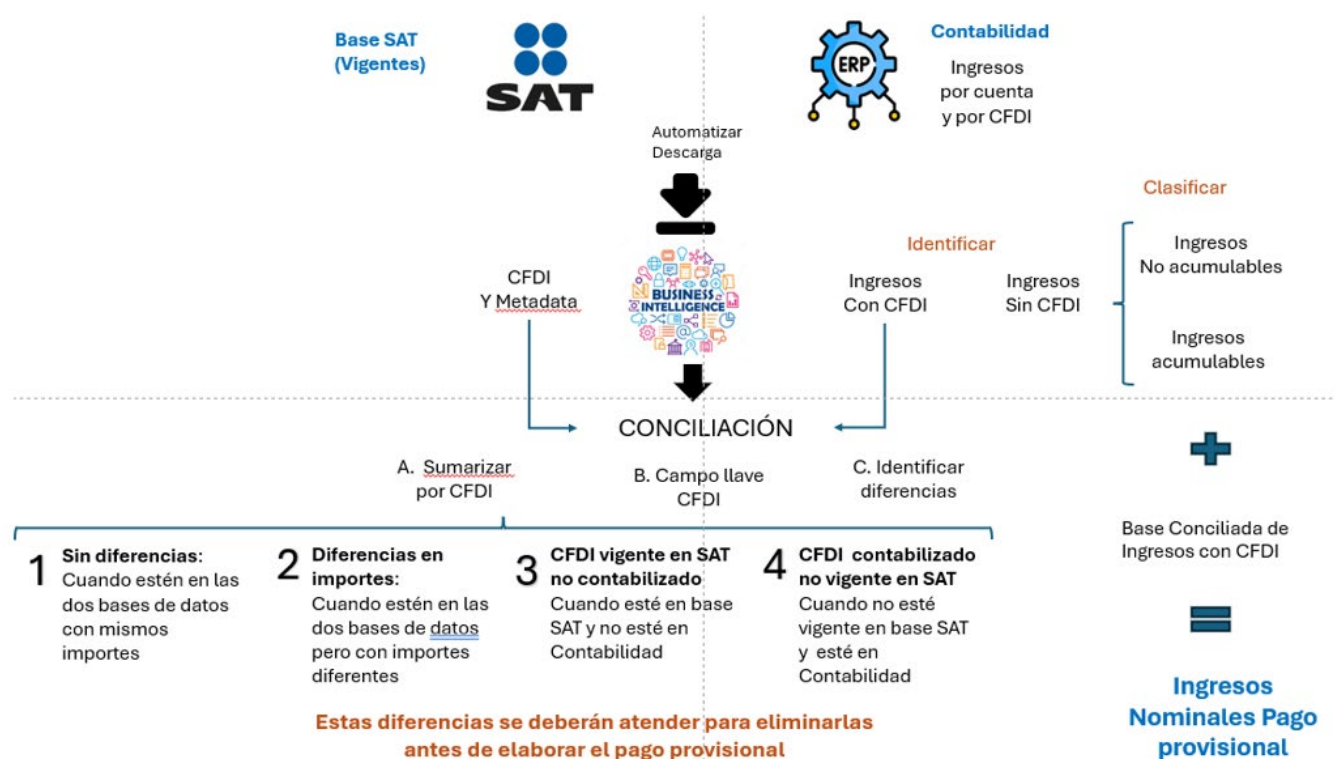 Base SAT
(Vigentes)
SAT
ERP
Contabilidad
Ingresos
por cuenta
y por CFDI
Automatizar
Descarga
Clasificar
Identificar
CFDI
Y Metadata
BUSINESS
INTELLIGENCE
Ingresos
Con CFDI
Ingresos
Sin CFDI
Ingresos
No acumulables
Ingresos
acumulables
CONCILIACIÓN
A. Sumarizar
por CFDI
B. Campo llave
CFDI
C. Identificar
diferencias
1
Sin diferencias:
Cuando estén en las
dos bases de datos
con mismos
importes
2
Diferencias en
importes:
Cuando estén en las
dos bases de datos
pero con importes
diferentes
3
CFDI vigente en SAT
no contabilizado
Cuando esté en base
SAT y no esté en
Contabilidad
4
CFDI contabilizado
no vigente en SAT
Cuando no esté
vigente en base SAT
y esté en
Contabilidad
Estas diferencias se deberán atender para eliminarlas
antes de elaborar el pago provisional
Base Conciliada de
Ingresos con CFDI
Ingresos
Nominales Pago
provisional